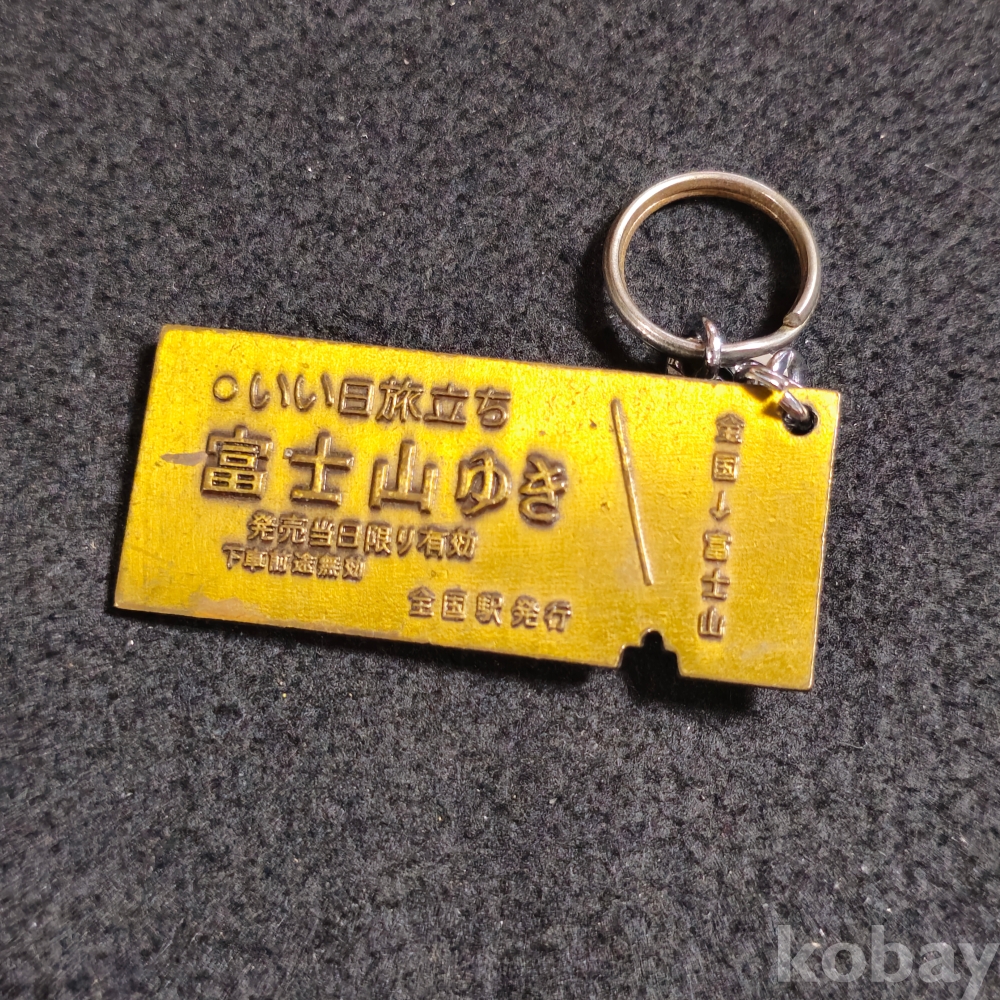 ○いい日旅立ち
富士山ゆき
発売当日限り有効
下車前途無効
全国駅発行
全国→富士山
kobay